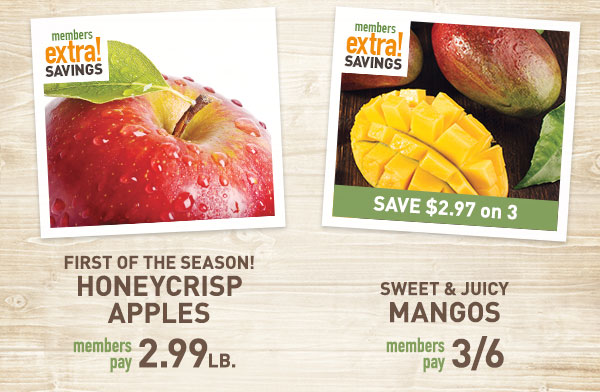 members
extra!
SAVINGS
FIRST OF THE SEASON!
HONEYCRISP
APPLES
members
pay 2.99LB.
members
extra!
SAVINGS
SAVE $2.97 on 3
SWEET & JUICY
MANGOS
members
pay 3/6